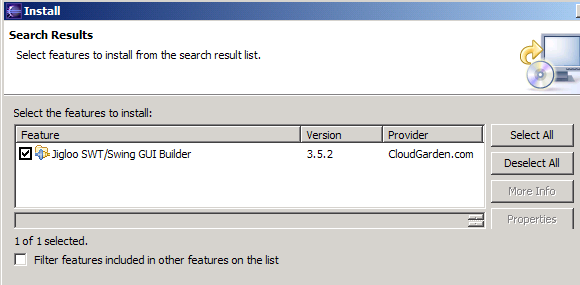 Install
Search Results
Select features to install from the search result list.
Select the features to install:
Feature Version Provider
Jigloo SWT/Swing GUI Builder 3.5.2 CloudGarden.com
Select All
Deselect All
More Info
Properties
1 of 1 selected.
Filter features included in other features on the list